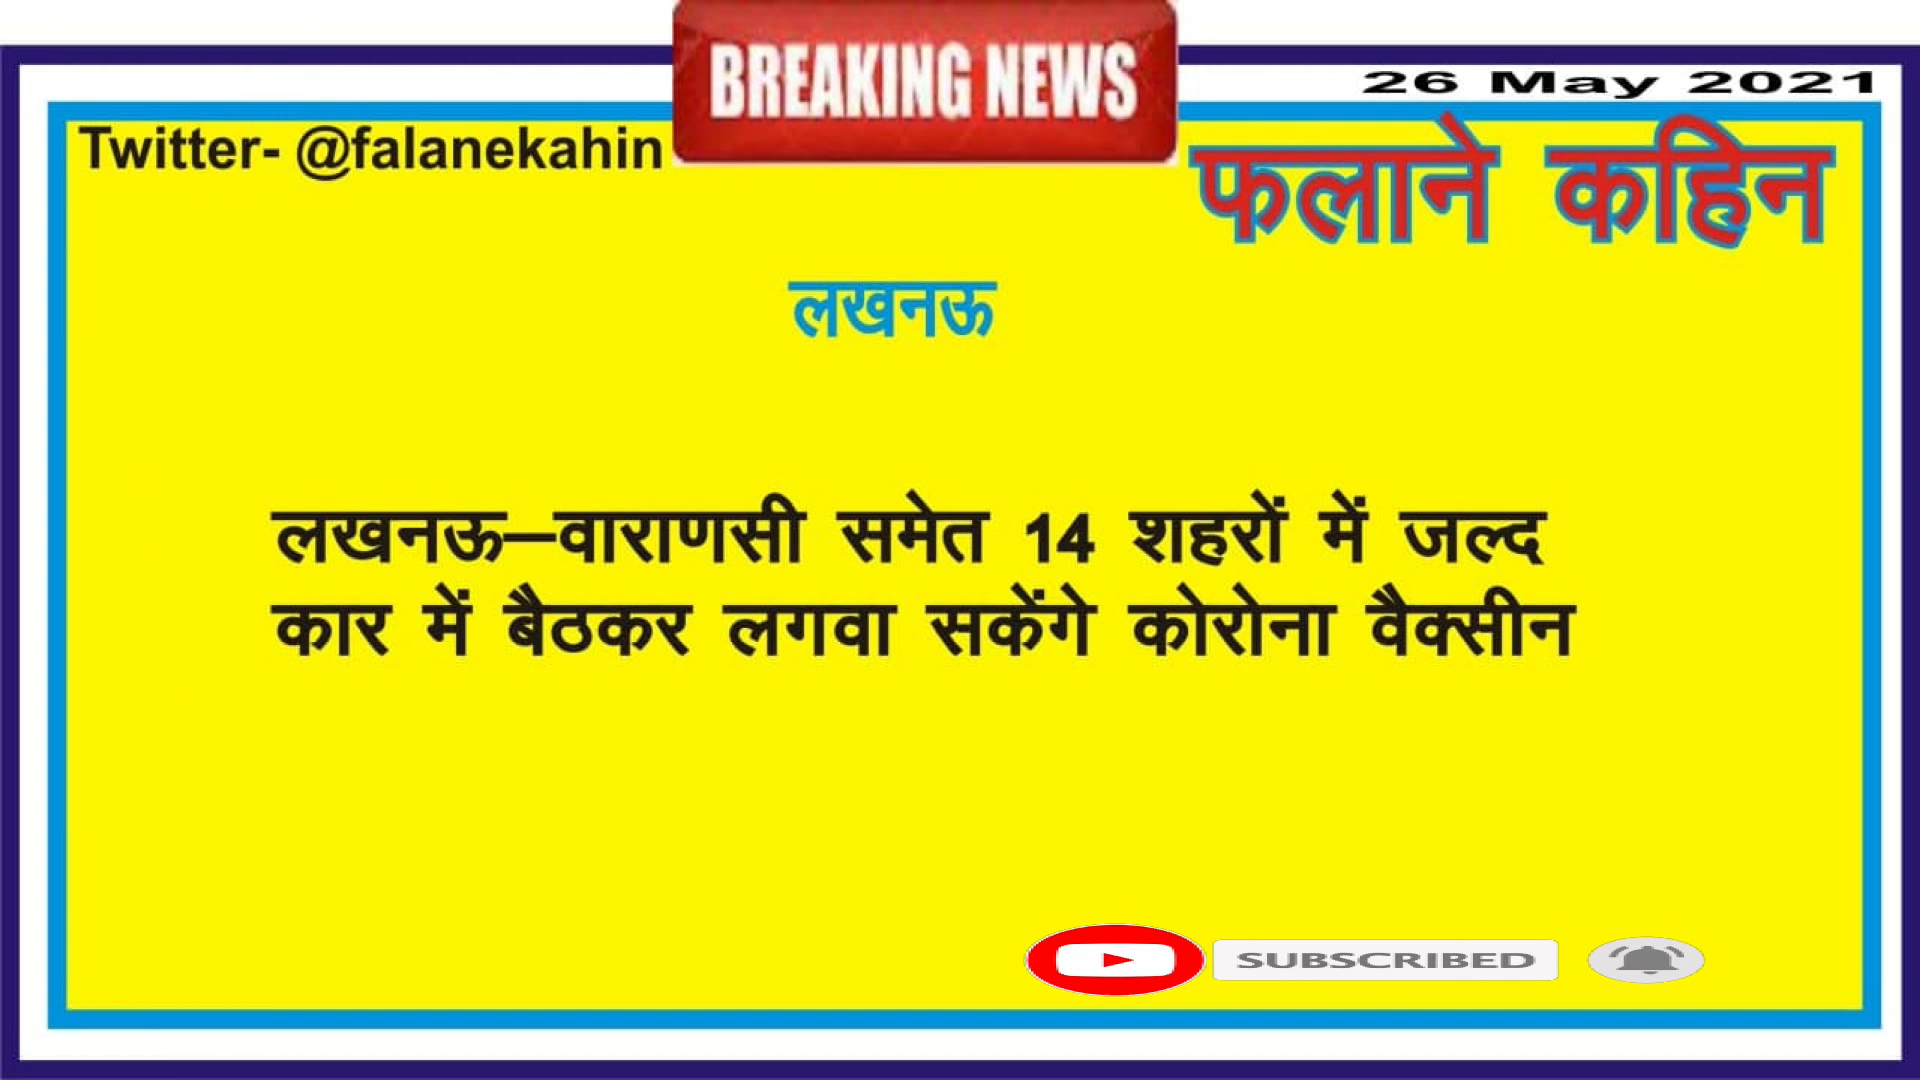 BREAKING NEWS
26 May 2021
Twitter- @falanekahin
फलाने कहिन
लखनऊ
लखनऊ–वाराणसी समेत 14 शहरों में जल्द
कार में बैठकर लगवा सकेंगे कोरोना वैक्सीन
SUBSCRIBED